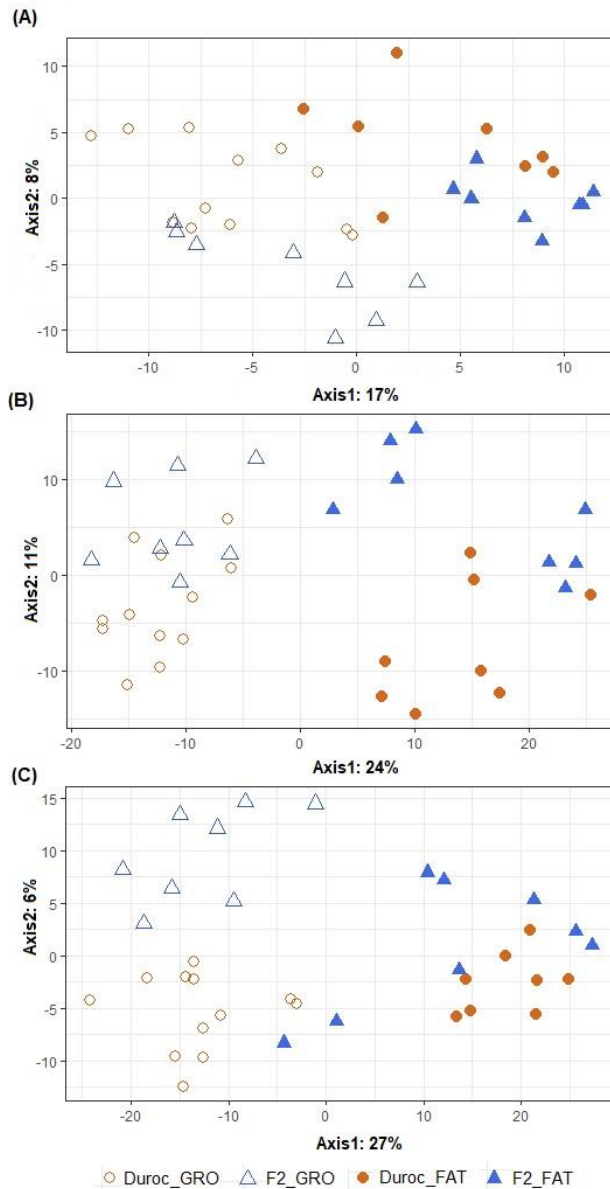 (A)
10
5
0
-5
-10
Axis2: 8%
-10
-5
0
5
10
Axis1: 17%
(B)
10
0
-10
Axis2: 11%
-20
-10
0
10
20
Axis1: 24%
(C)
15
10
5
0
-5
-10
Axis2: 6%
-20
-10
0
10
20
Axis1: 27%
Duroc_GRO F2_GRO Duroc_FAT F2_FAT